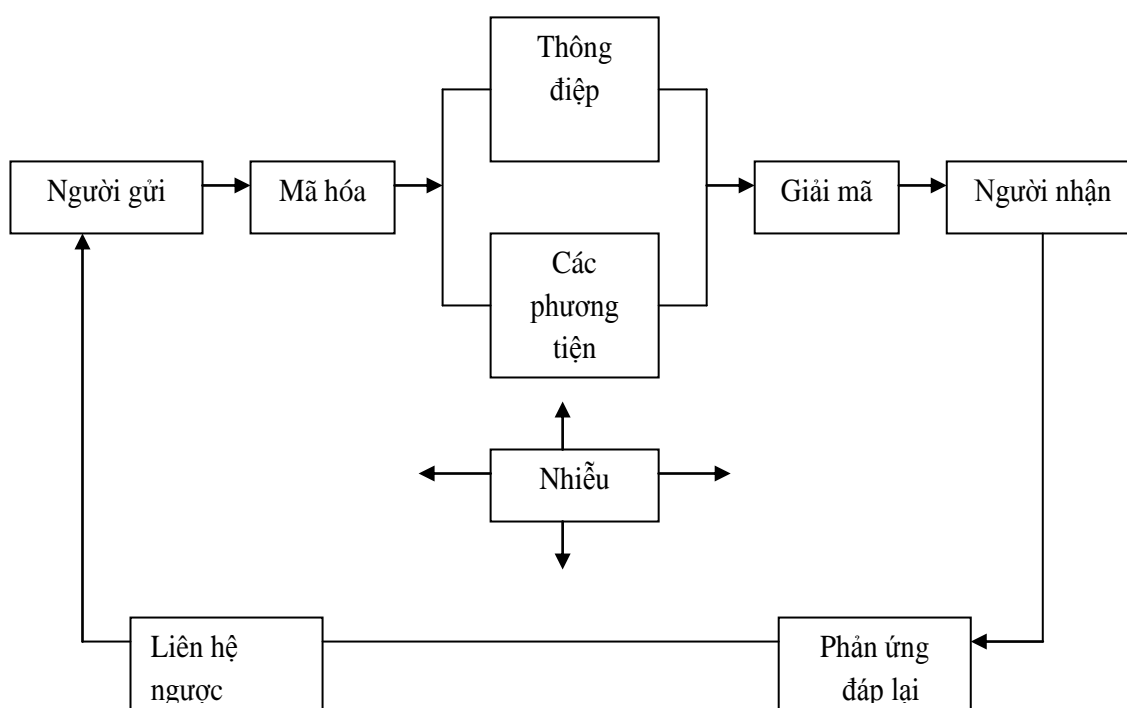 Thông
điệp
Người gửi
Mã hóa
Giải mã
Người nhận
Các
phương
tiện
Nhiễu
Liên hệ
ngược
Phản ứng
đáp lại